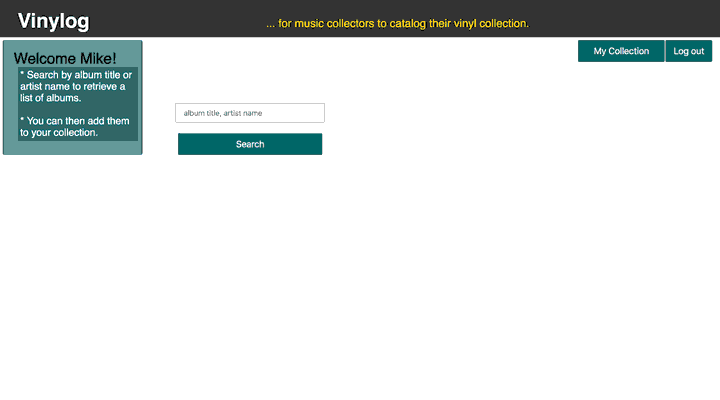 Vinylog
... for music collectors to catalog their vinyl collection.
My Collection
Log out
Welcome Mike!
* Search by album title or
artist name to retrieve a
list of albums.
* You can then add them
to your collection.
album title, artist name
Search